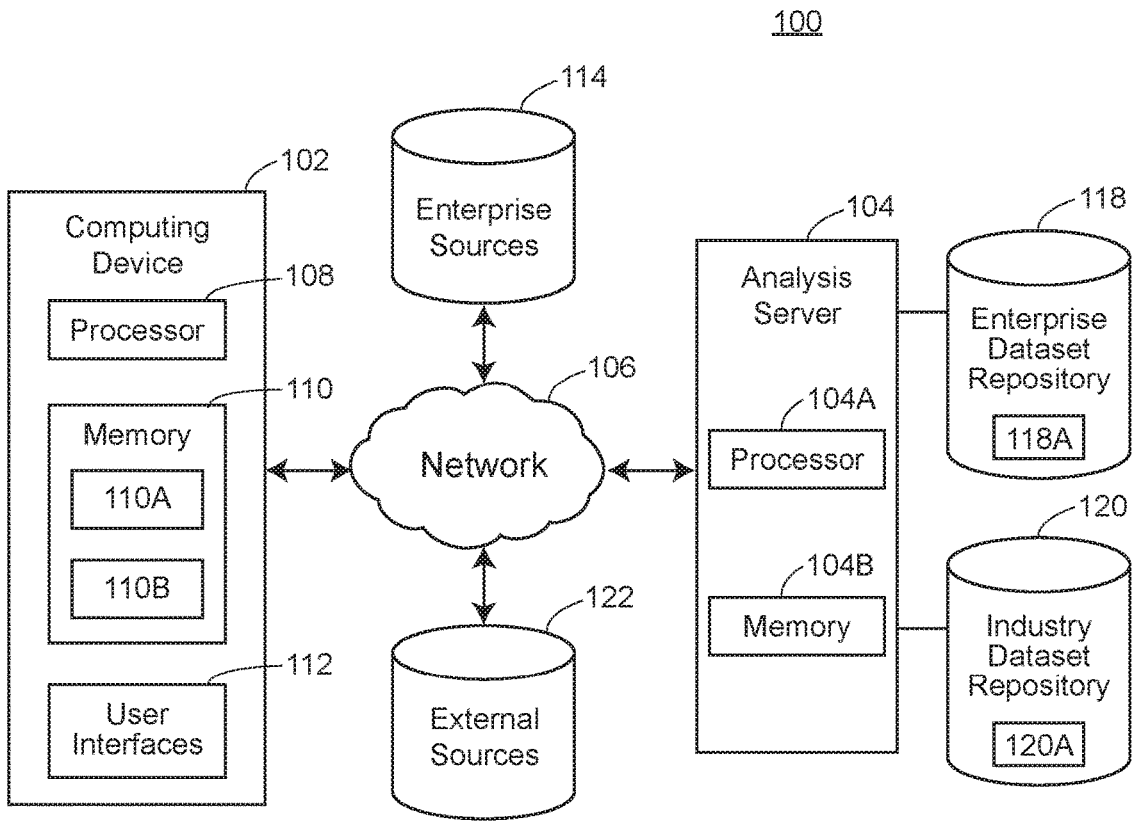 100
114
Enterprise
Sources
102
Computing
Device
108
Processor
110
Memory
110A
110B
112
User
Interfaces
106
Network
122
External
Sources
104
Analysis
Server
104A
Processor
104B
Memory
118
Enterprise
Dataset
Repository
118A
120
Industry
Dataset
Repository
120A